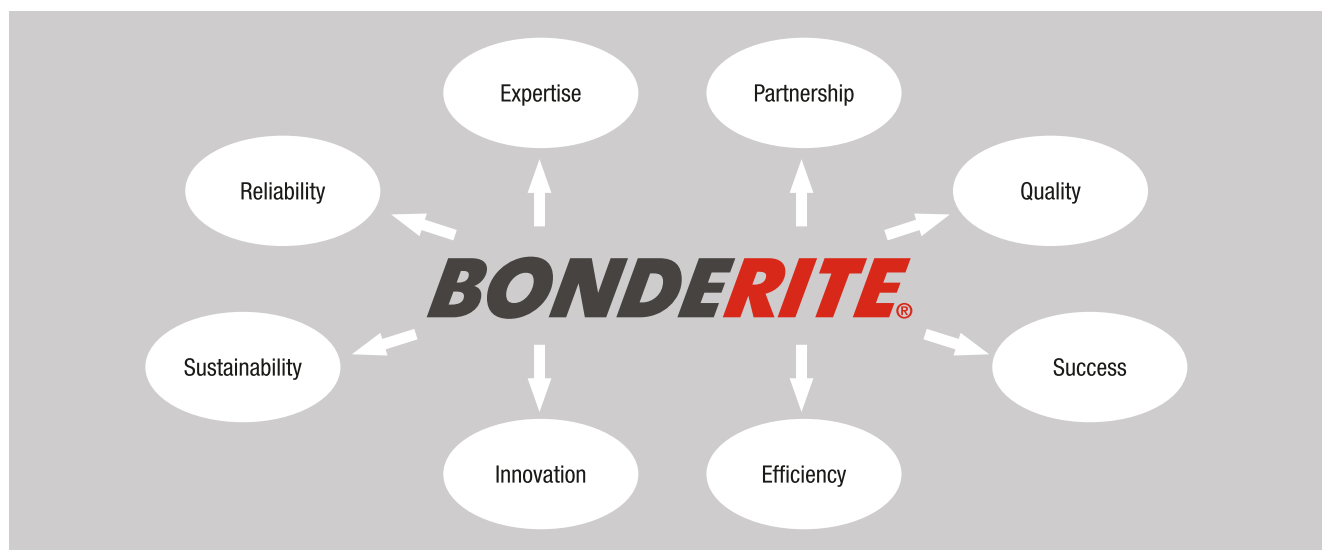 Expertise
Partnership
Reliability
Quality
BONDERITE®
Sustainability
Success
Innovation
Efficiency